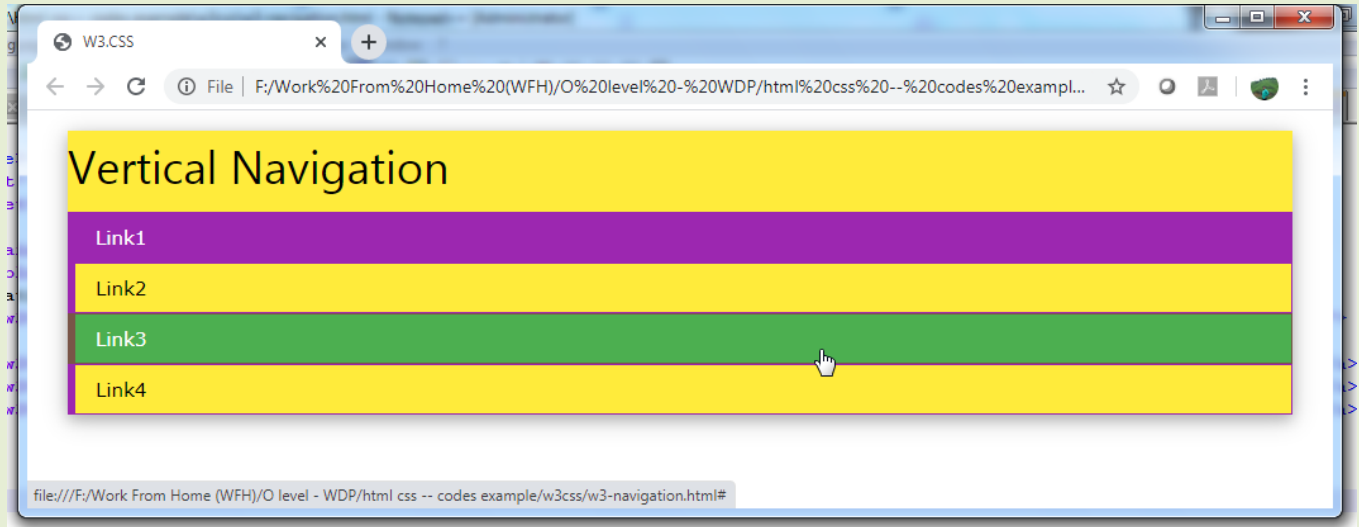 W3.CSS
File | F:/Work%20From%20Home%20(WFH)/O%20level%20-%20WDP/html%20css%20--%20codes%20exampl...
Vertical Navigation
Link1
Link2
Link3
Link4
file:///F:/Work From Home (WFH)/O level - WDP/html css -- codes example/w3css/w3-navigation.html#